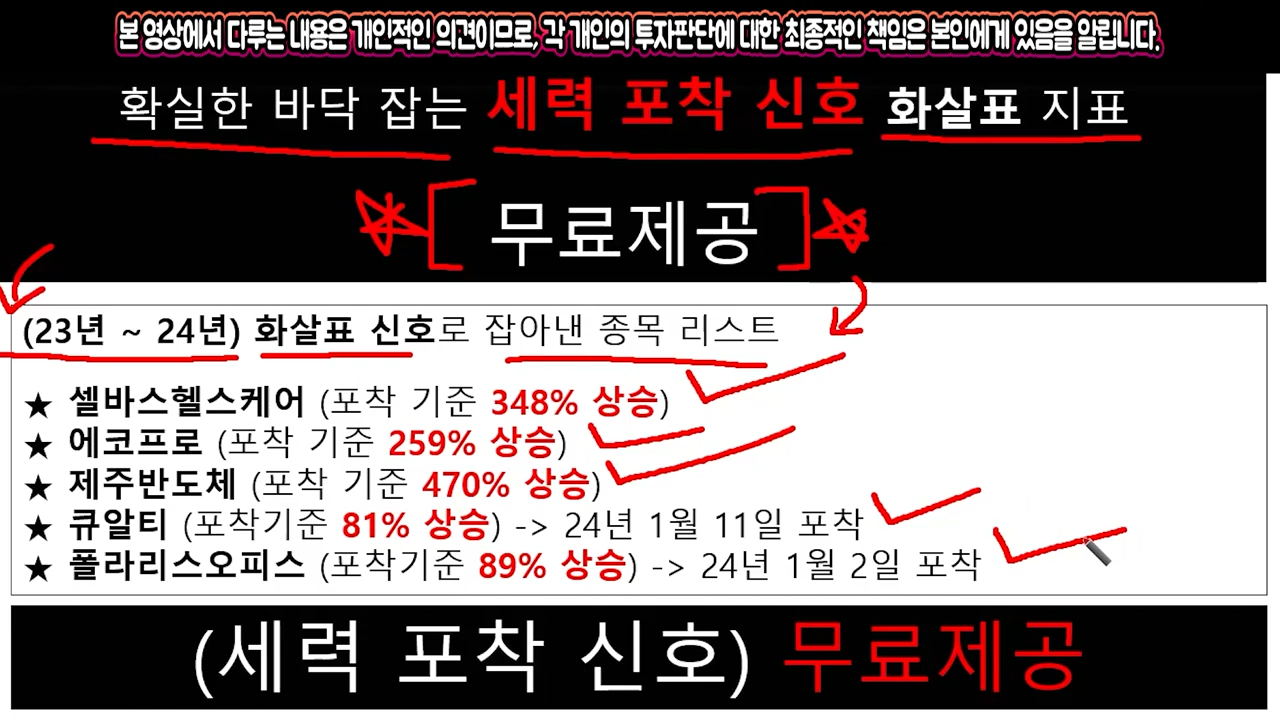 본 영상에서 다루는 내용은 개인적인 의견이므로, 각 개인의 투자판단에 대한 최종적인 책임은 본인에게 있음을 알립니다.
확실한 바닥 잡는 세력 포착 신호 화살표 지표
무료제공
(23년 ~ 24년) 화살표 신호로 잡아낸 종목 리스트
★ 셀바스헬스케어 (포착 기준 348% 상승)
★ 에코프로 (포착 기준 259% 상승)
★ 제주반도체 (포착 기준 470% 상승)
★ 큐알티 (포착기준 81% 상승) -> 24년 1월 11일 포착
★ 폴라리스오피스 (포착기준 89% 상승) -> 24년 1월 2일 포착
(세력 포착 신호) 무료제공